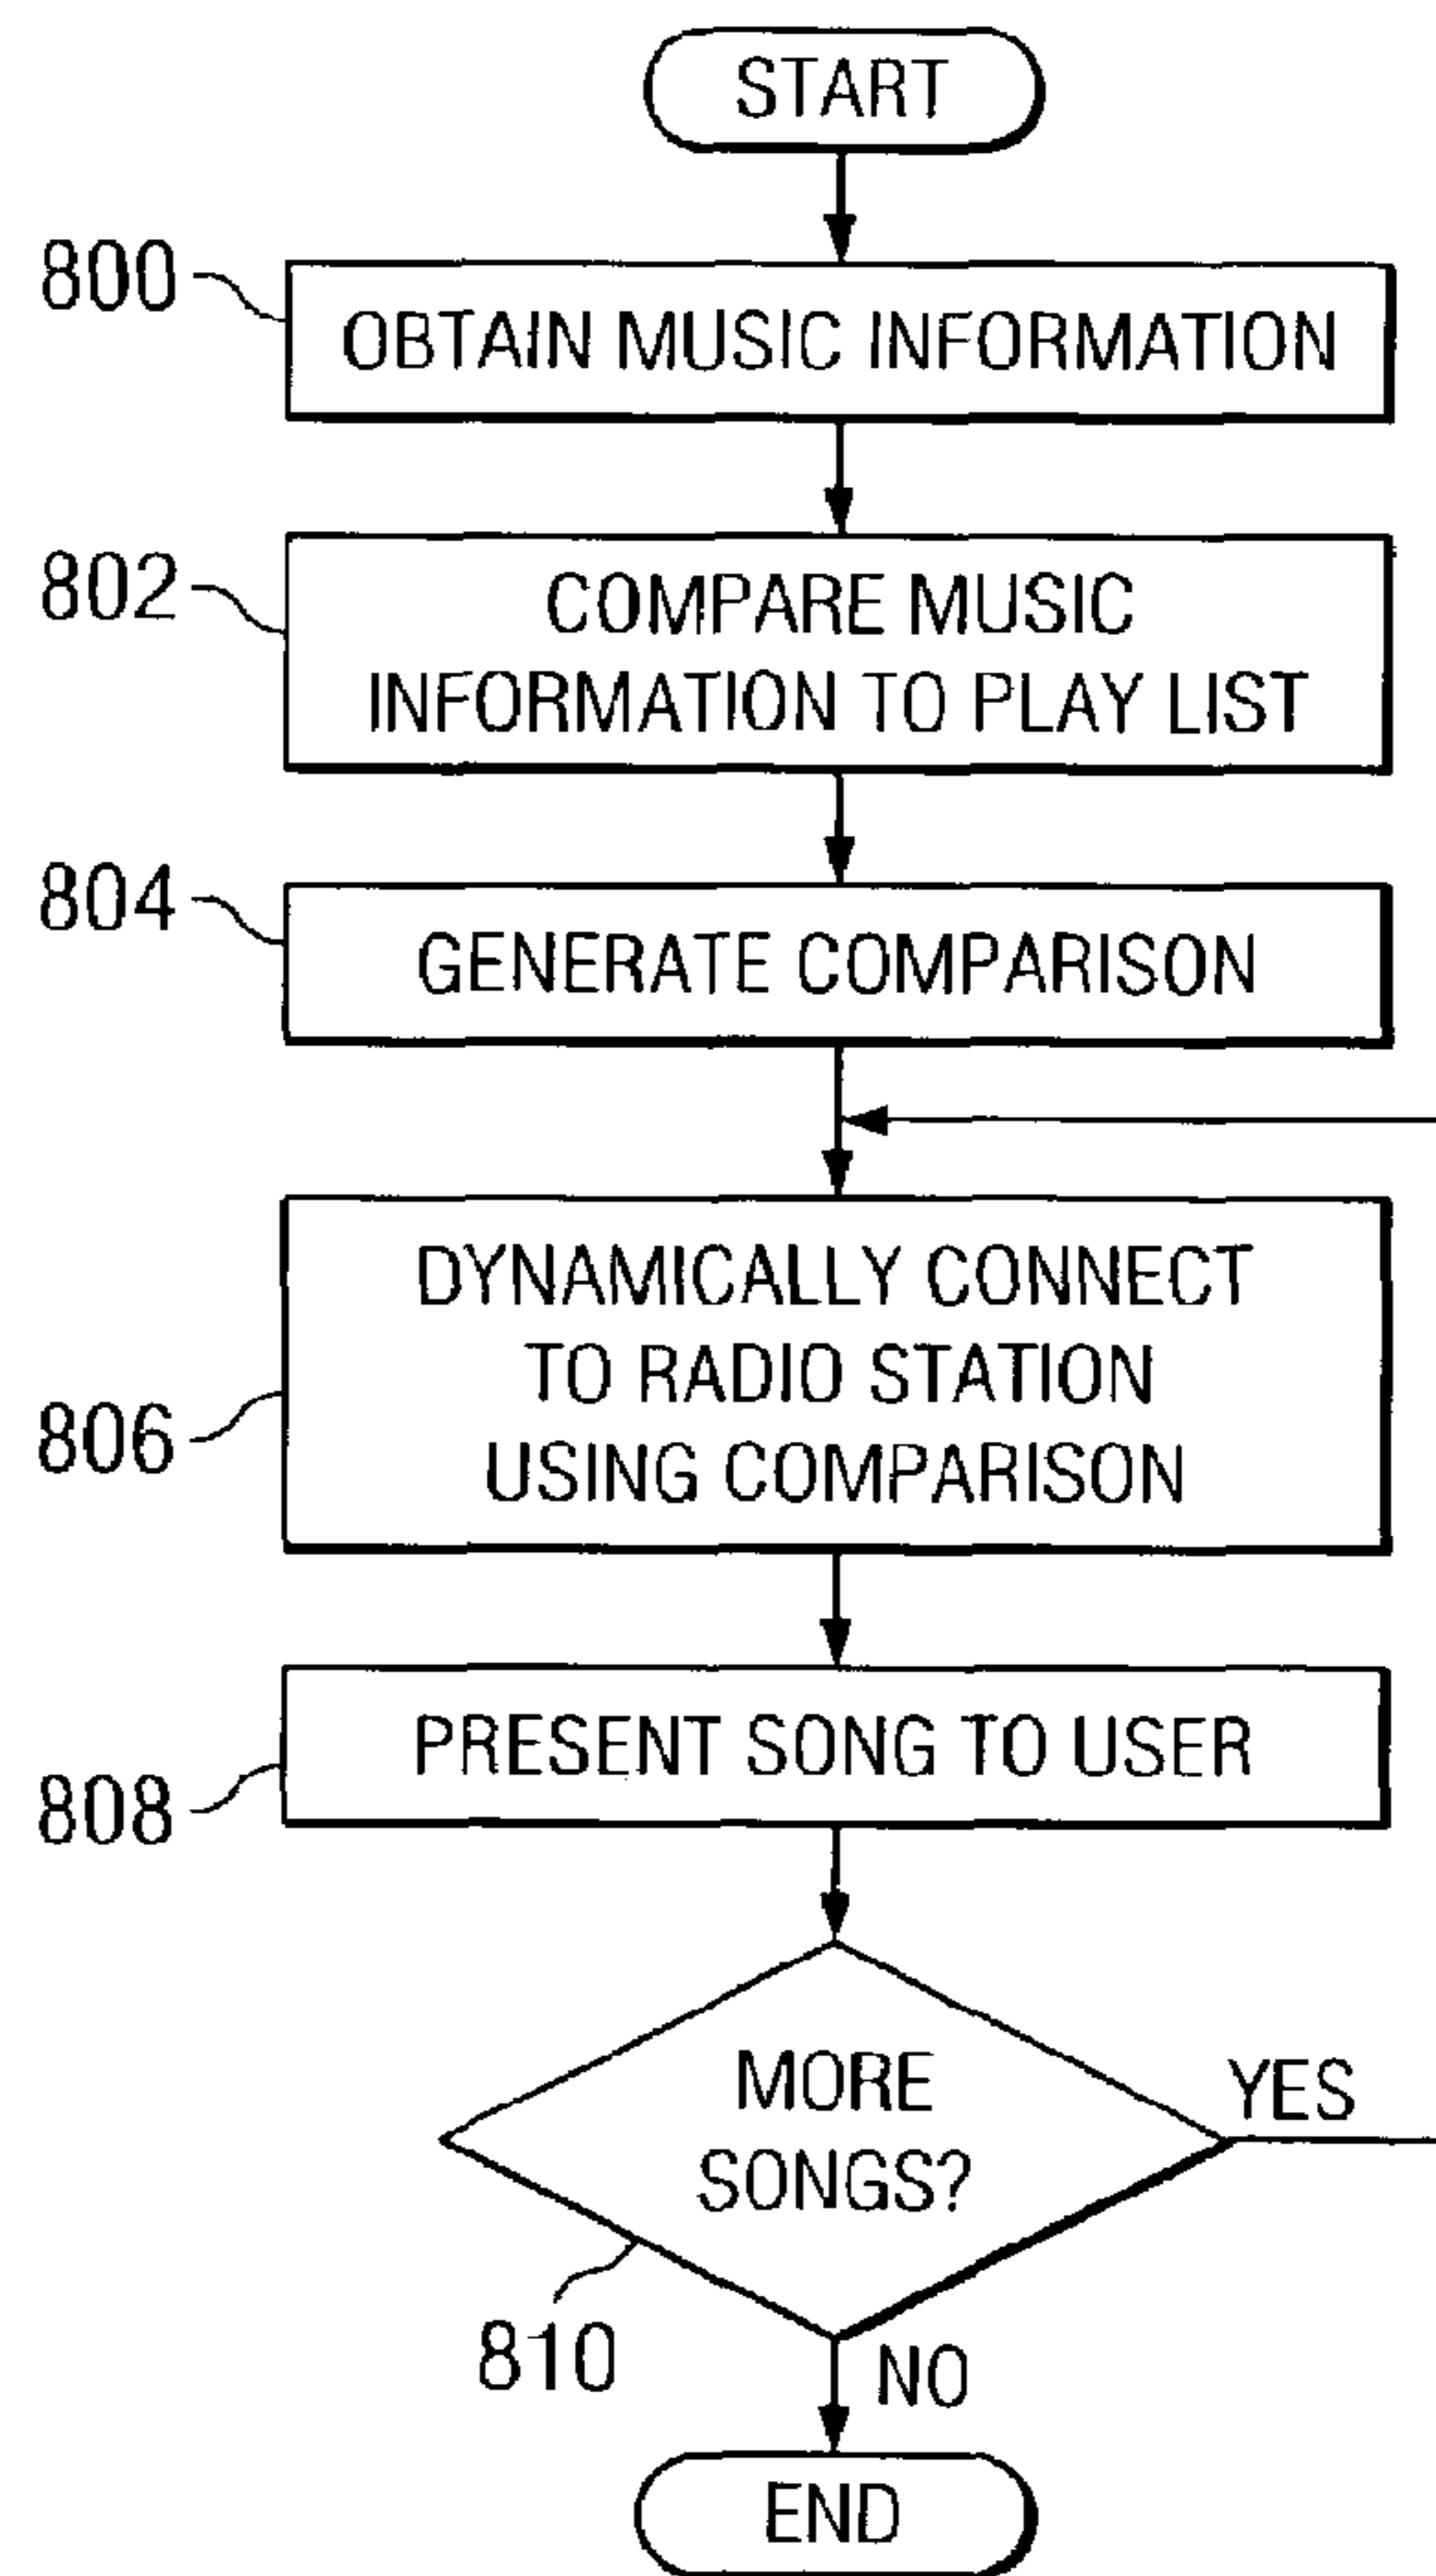 START
800
OBTAIN MUSIC INFORMATION
802
COMPARE MUSIC
INFORMATION TO PLAY LIST
804
GENERATE COMPARISON
DYNAMICALLY CONNECT
TO RADIO STATION
USING COMPARISON
806
PRESENT SONG TO USER
808
MORE
SONGS?
YES
810
NO
END